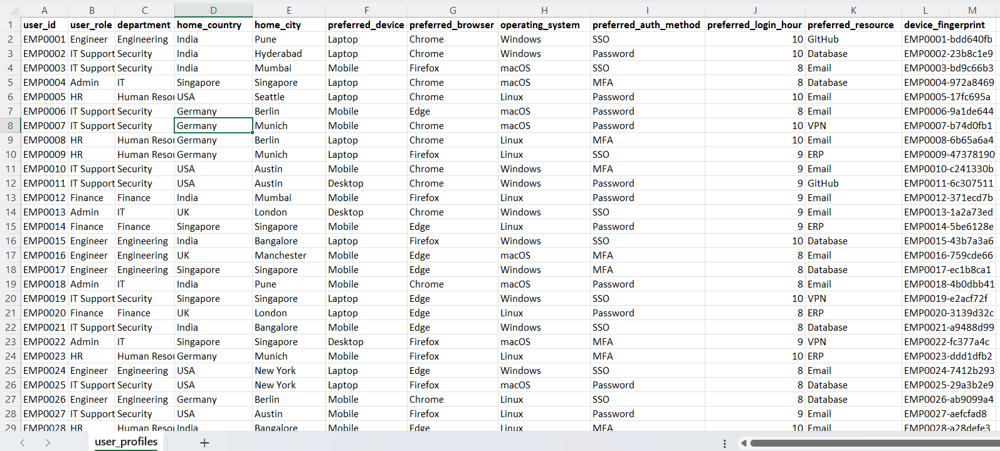 A B C D E F G H I J K L M
1 user_id user_role department home_country home_city preferred_device preferred_browser operating_system preferred_auth_method preferred_login_hour preferred_resource device_fingerprint
2 EMP0001 Engineer Engineering India Pune Laptop Chrome Windows SSO 10 GitHub EMP0001-bdd640fb
3 EMP0002 IT Support Security India Hyderabad Laptop Chrome Windows Password 10 Database EMP0002-23b8c1e9
4 EMP0003 IT Support Security India Mumbai Mobile Firefox macOS SSO 8 Email EMP0003-bd9c66b3
5 EMP0004 Admin IT Singapore Singapore Laptop Chrome macOS MFA 8 Database EMP0004-972a8469
6 EMP0005 HR Human Resou USA Seattle Laptop Chrome Linux Password 10 Email EMP0005-17fc695a
7 EMP0006 IT Support Security Germany Berlin Mobile Edge macOS Password 8 Email EMP0006-9a1de644
8 EMP0007 IT Support Security Germany Munich Mobile Chrome macOS Password 10 VPN EMP0007-b74d0fb1
9 EMP0008 HR Human Resou Germany Berlin Laptop Chrome Linux MFA 10 Email EMP0008-6b65a6a4
10 EMP0009 HR Human Resou Germany Munich Laptop Firefox Linux SSO 9 ERP EMP0009-47378190
11 EMP0010 IT Support Security USA Austin Mobile Chrome Windows MFA 9 Email EMP0010-c241330b
12 EMP0011 IT Support Security USA Austin Desktop Chrome Windows Password 9 GitHub EMP0011-6c307511
13 EMP0012 Finance Finance India Mumbai Mobile Firefox Linux Password 9 Email EMP0012-371ecd7b
14 EMP0013 Admin IT UK London Desktop Chrome Windows SSO 9 Email EMP0013-1a2a73ed
15 EMP0014 Finance Finance Singapore Singapore Mobile Edge Linux Password 9 ERP EMP0014-5be6128e
16 EMP0015 Engineer Engineering India Bangalore Laptop Firefox Windows SSO 10 Database EMP0015-43b7a3a6
17 EMP0016 Engineer Engineering UK Manchester Mobile Edge macOS MFA 8 Email EMP0016-759cde66
18 EMP0017 Engineer Engineering Singapore Singapore Mobile Edge Windows MFA 8 Database EMP0017-ec1b8ca1
19 EMP0018 Admin IT India Pune Mobile Chrome macOS Password 8 Email EMP0018-4b0dbb41
20 EMP0019 IT Support Security Singapore Singapore Laptop Edge Windows SSO 10 VPN EMP0019-e2acf72f
21 EMP0020 Finance Finance UK London Laptop Edge Linux Password 8 ERP EMP0020-3139d32c
22 EMP0021 IT Support Security India Bangalore Mobile Edge Windows SSO 8 Database EMP0021-a9488d99
23 EMP0022 Admin IT Singapore Singapore Desktop Firefox macOS MFA 9 VPN EMP0022-fc377a4c
24 EMP0023 HR Human Resou Germany Munich Mobile Firefox Linux MFA 10 ERP EMP0023-ddd1dfb2
25 EMP0024 Engineer Engineering USA New York Laptop Edge Windows SSO 8 Email EMP0024-7412b293
26 EMP0025 IT Support Security USA New York Laptop Firefox macOS Password 8 Database EMP0025-29a3b2e9
27 EMP0026 Engineer Engineering Germany Berlin Mobile Chrome Linux SSO 8 Database EMP0026-ab9099a4
28 EMP0027 IT Support Security USA Austin Mobile Firefox Linux Password 9 Email EMP0027-aefcfad8
29 EMP0028 HR Human Resou India Bangalore Mobile Edge Linux MFA 10 Email EMP0028-a28defe3
user_profiles